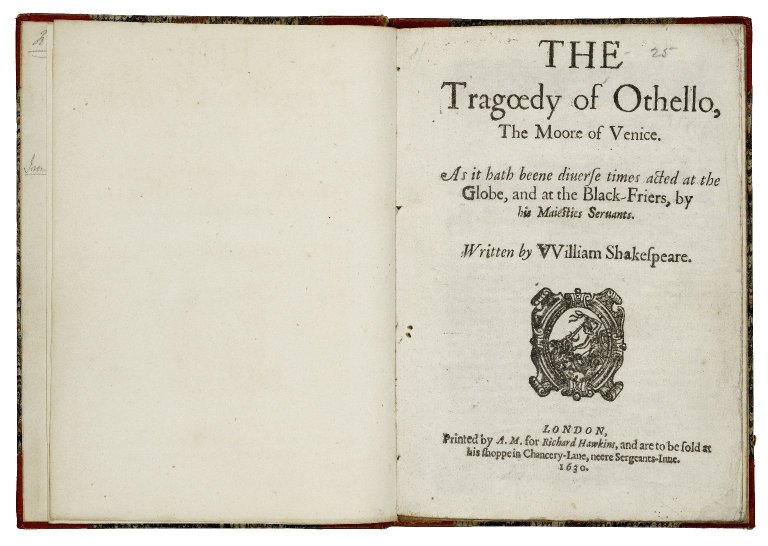 THE
25
Tragœdy of Othello,
The Moore of Venice.
As it hath beene diuerſe times acted at the
Globe, and at the Black-Friers, by
his Maieſties Seruants.
Written by VVilliam Shakeſpeare.
LONDON,
Printed by A. M. for Richard Hawkins, and are to be ſold at
his ſhoppe in Chancery-Lane, neere Sergeants-Inne.
1630.